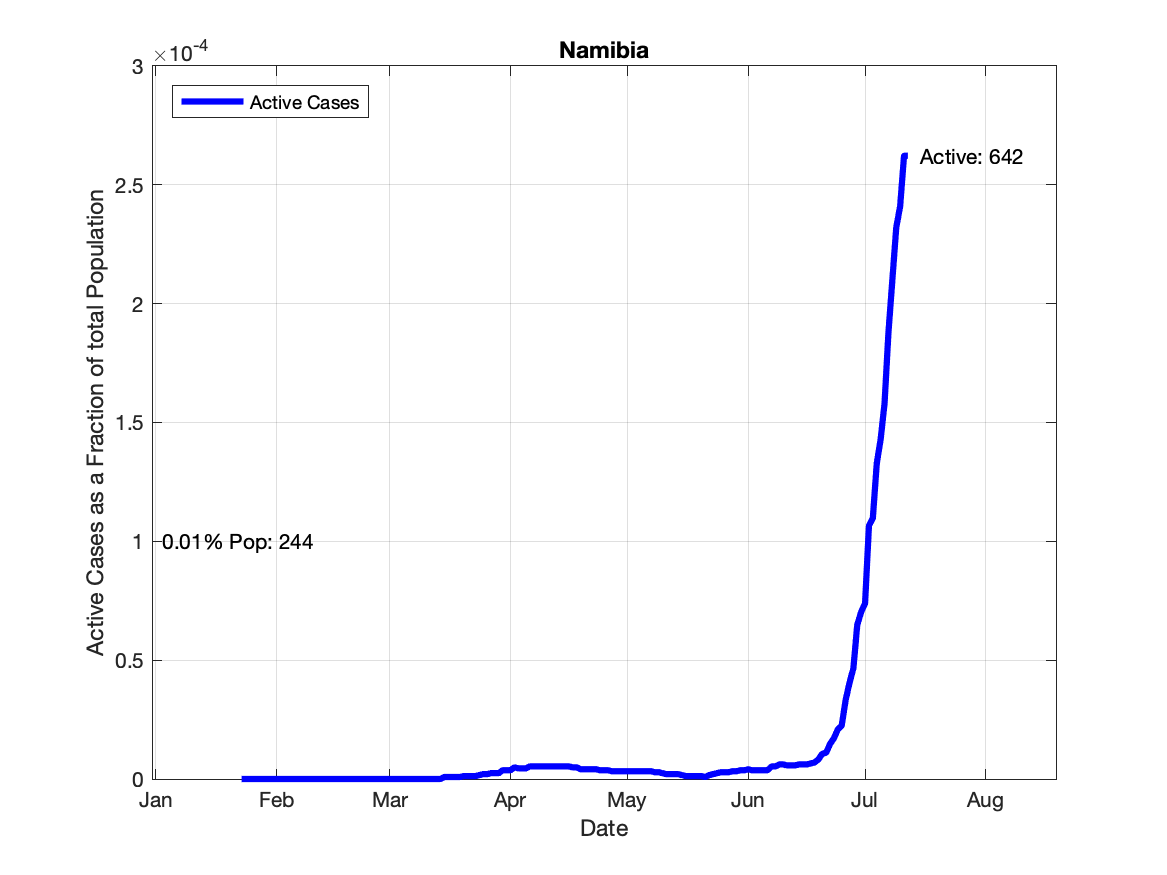 Namibia
×10-4
3
2.5
2
1.5
1
0.5
0
Active Cases as a Fraction of total Population
Active Cases
Active: 642
0.01% Pop: 244
Jan Feb Mar Apr May Jun Jul Aug
Date